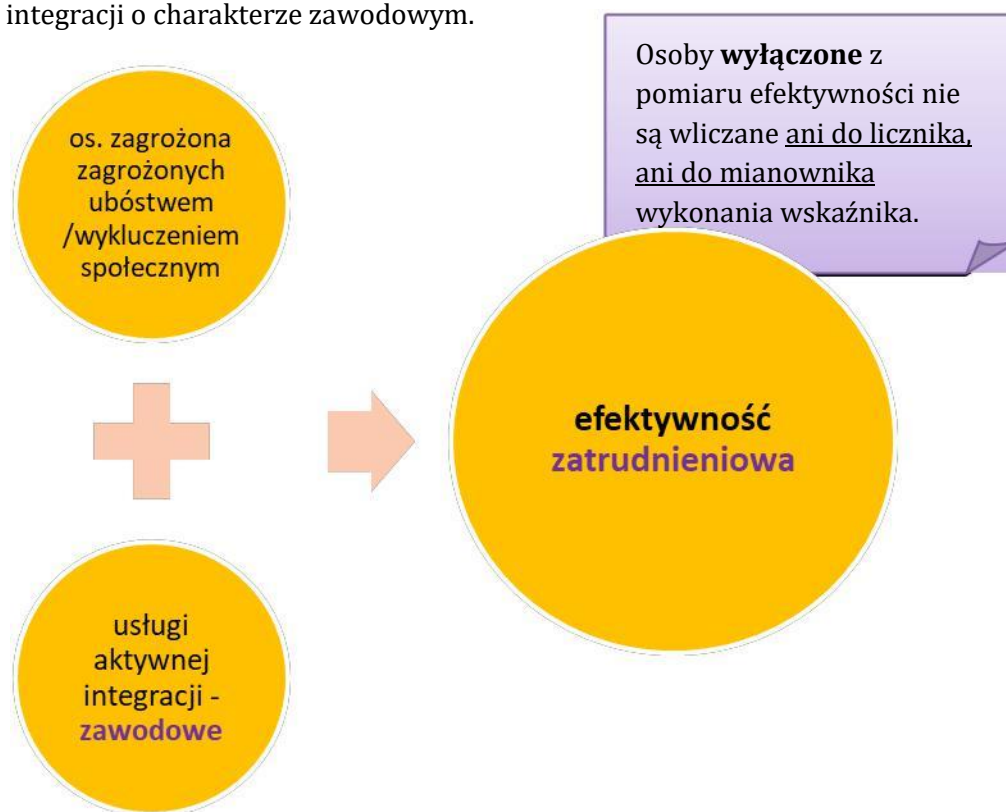 integracji o charakterze zawodowym.
Osoby wyłączone z
pomiaru efektywności nie
są wliczane ani do licznika,
ani do mianownika
wykonania wskaźnika.
os. zagrożona
zagrożonych
ubóstwem
/wykluczeniem
społecznym
efektywność
zatrudnieniowa
usługi
aktywnej
integracji -
zawodowe